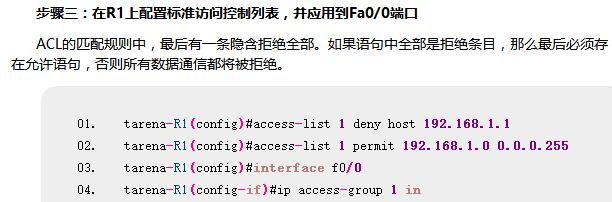 步骤三：在R1上配置标准访问控制列表，并应用到Fa0/0端口
ACL的匹配规则中，最后有一条隐含拒绝全部。如果语句中全部是拒绝条目，那么最后必须存
在允许语句，否则所有数据通信都将被拒绝。
01. tarena-R1(config)#access-list 1 deny host 192.168.1.1
02. tarena-R1(config)#access-list 1 permit 192.168.1.0 0.0.0.255
03. tarena-R1(config)#interface f0/0
04. tarena-R1(config-if)#ip access-group 1 in